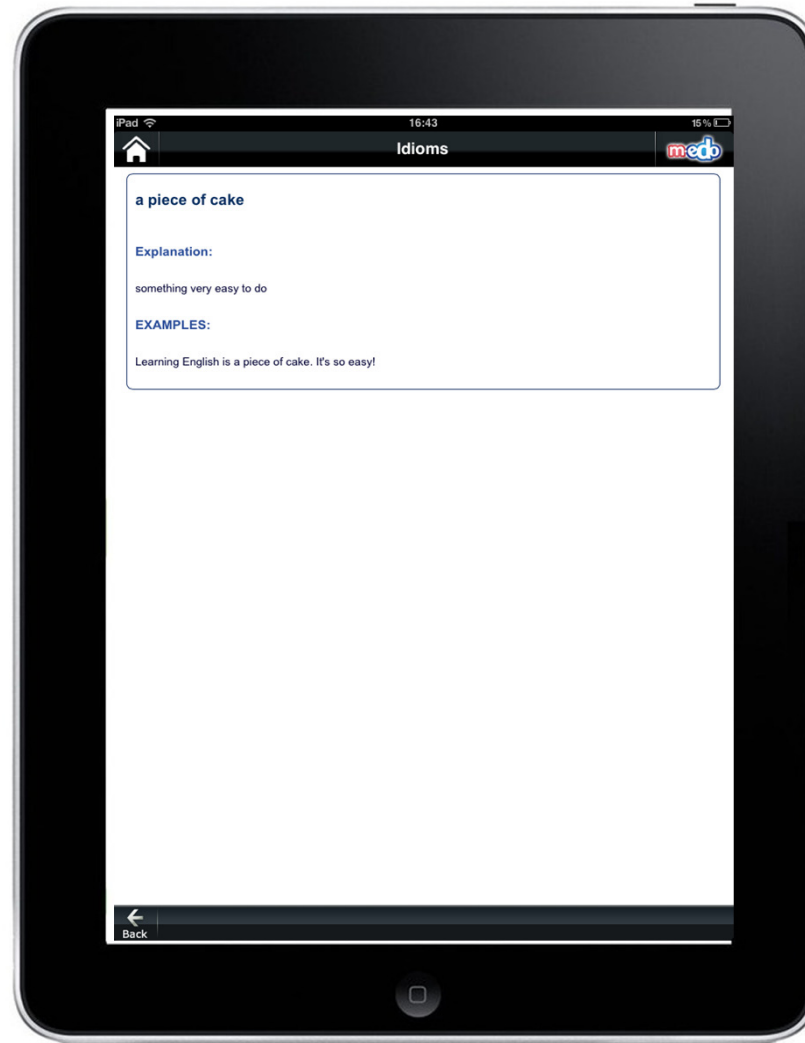 iPad 16:43 15%
Idioms m-edo
a piece of cake
Explanation:
something very easy to do
EXAMPLES:
Learning English is a piece of cake. It's so easy!
Back